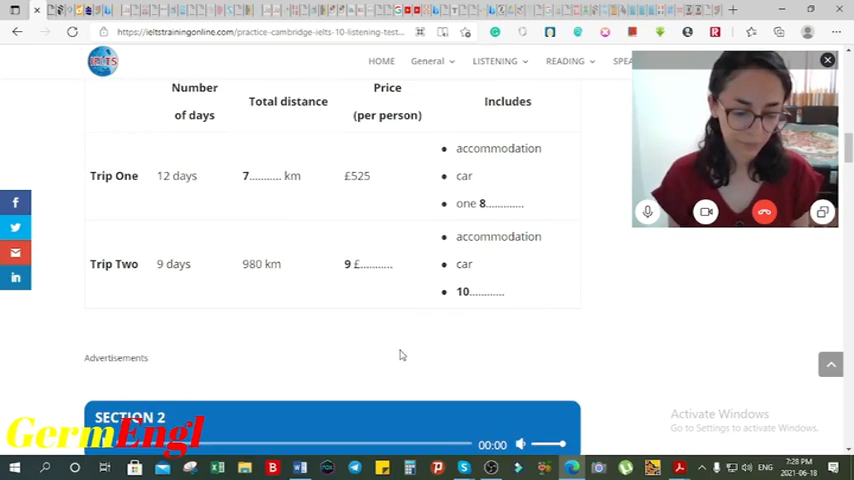 https://ieltstrainingonline.com/practice-cambridge-ielts-10-listening-test...
IELTS
HOME General LISTENING READING SPEA
Number of days Total distance Price (per person) Includes
Trip One 12 days 7.......... km £525
accommodation
car
one 8............
Trip Two 9 days 980 km 9 £...........
accommodation
car
10...........
Advertisements
SECTION 2
00:00
Activate Windows
Go to Settings to activate Windows.
GermEngl
ENG
7:28 PM
2021-06-18